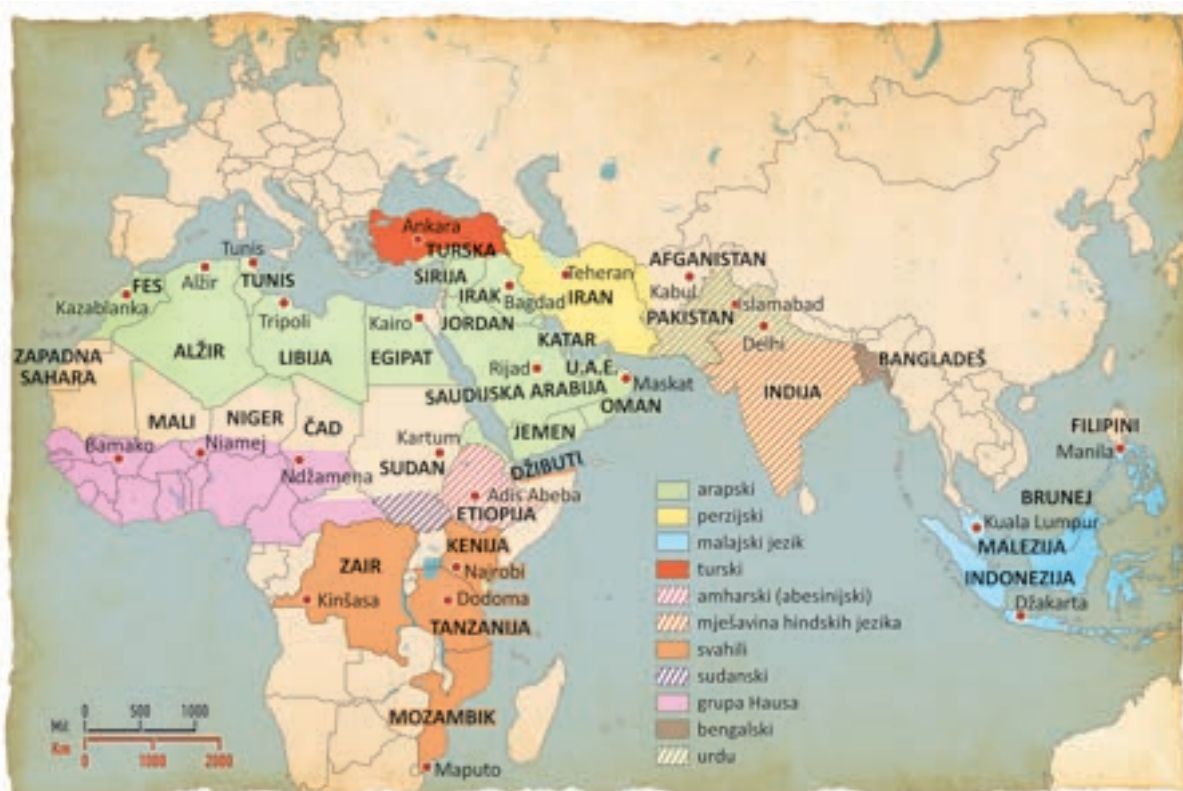 Ankara
TURSKA
Tunis
TUNIS
Alžir
FES
Kazablanka
SIRIJA
IRAK
Bagdad
Teheran
IRAN
AFGANISTAN
Kabul
Islamabad
PAKISTAN
Tripoli
Kairo
JORDAN
KATAR
Delhi
ZAPADNA
SAHARA
ALŽIR
LIBIJA
EGIPAT
Rijad
U.A.E.
Maskat
SAUDIJSKA ARABIJA
OMAN
INDIJA
BANGLADEŠ
MALI
NIGER
ČAD
JEMEN
FILIPINI
Manila
Bamako
Niamej
Kartum
SUDAN
DŽIBUTI
Ndžamena
Adis Abeba
ETIOPIJA
BRUNEJ
Kuala Lumpur
MALEZIJA
INDONEZIJA
Džakarta
ZAIR
KENIJA
Najrobi
Kinšasa
Dodoma
TANZANIJA
MOZAMBIK
Maputo
arapski
perzijski
malajski jezik
turski
amharski (abesinijski)
mješavina hindskih jezika
svahili
sudanski
grupa Hausa
bengalski
urdu
0 500 1000
Mil.
Km
0 1000 2000